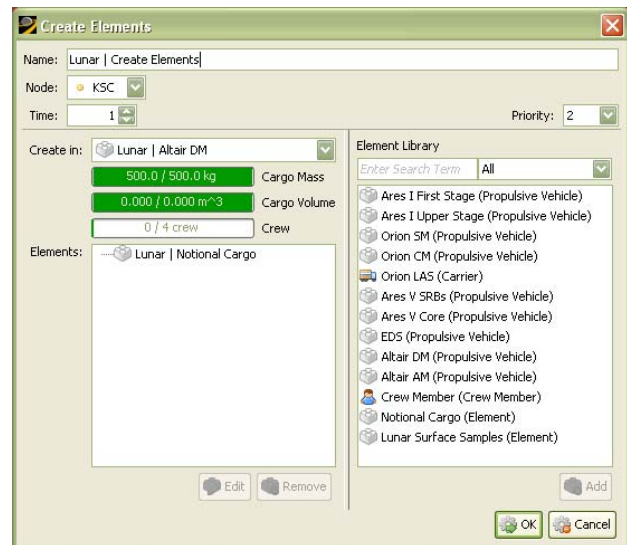 Create Elements
Name: Lunar | Create Elements
Node: KSC
Time: 1
Priority: 2
Create in: Lunar | Altair DM
500.0 / 500.0 kg Cargo Mass
0.000 / 0.000 m^3 Cargo Volume
0 / 4 crew Crew
Elements: Lunar | Notional Cargo
Edit Remove
Element Library
Enter Search Term All
Ares I First Stage (Propulsive Vehicle)
Ares I Upper Stage (Propulsive Vehicle)
Orion SM (Propulsive Vehicle)
Orion CM (Propulsive Vehicle)
Orion LAS (Carrier)
Ares V SRBs (Propulsive Vehicle)
Ares V Core (Propulsive Vehicle)
EDS (Propulsive Vehicle)
Altair DM (Propulsive Vehicle)
Altair AM (Propulsive Vehicle)
Crew Member (Crew Member)
Notional Cargo (Element)
Lunar Surface Samples (Element)
Add
OK Cancel